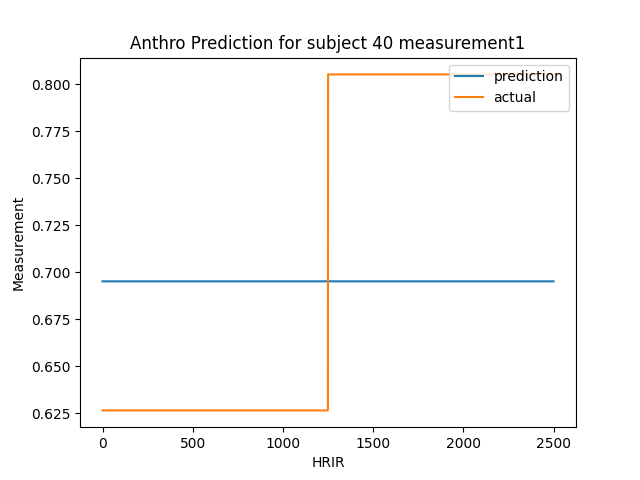 Anthro Prediction for subject 40 measurement1
prediction
actual
0.800
0.775
0.750
0.725
0.700
0.675
0.650
0.625
Measurement
0 500 1000 1500 2000 2500
HRIR